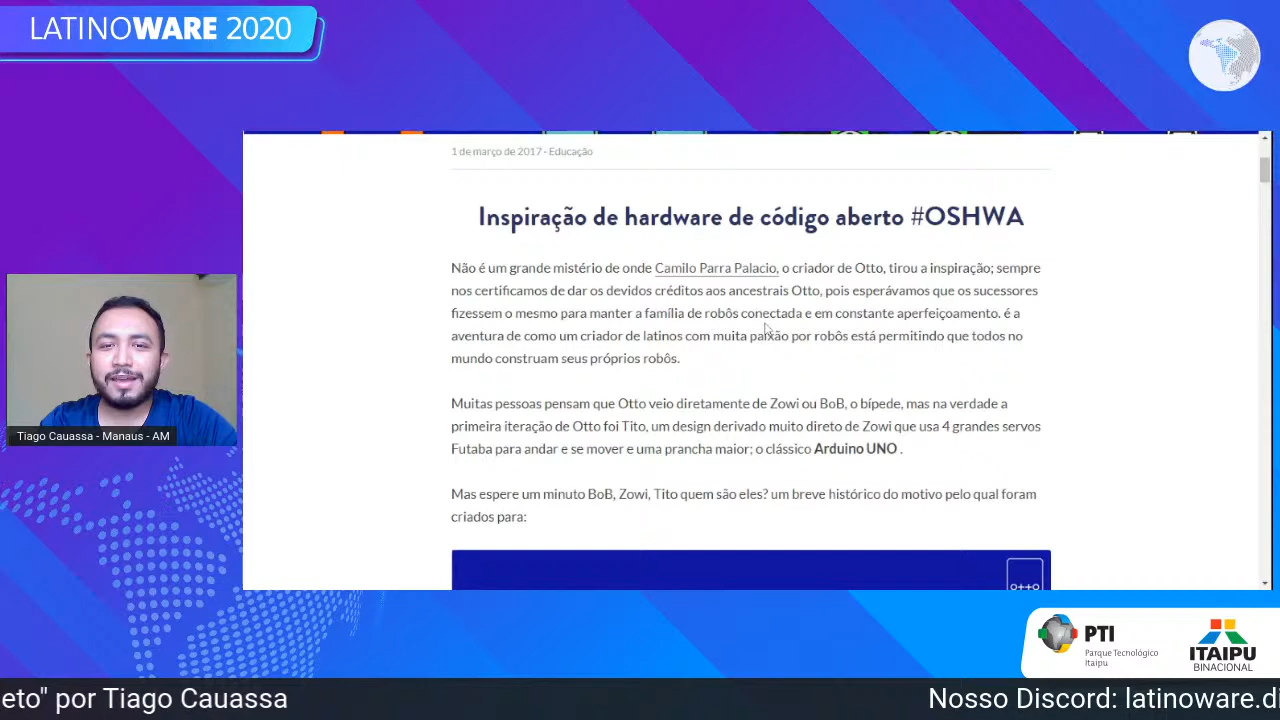 LATINOWARE 2020
1 de março de 2017 - Educação
Inspiração de hardware de código aberto #OSHWA
Não é um grande mistério de onde Camilo Parra Palacio, o criador de Otto, tirou a inspiração; sempre
nos certificamos de dar os devidos créditos aos ancestrais Otto, pois esperávamos que os sucessores
fizessem o mesmo para manter a família de robôs conectada e em constante aperfeiçoamento. é a
aventura de como um criador de latinos com muita paixão por robôs está permitindo que todos no
mundo construam seus próprios robôs.
Muitas pessoas pensam que Otto veio diretamente de Zowi ou BoB, o bípede, mas na verdade a
primeira iteração de Otto foi Tito, um design derivado muito direto de Zowi que usa 4 grandes servos
Futaba para andar e se mover e uma prancha maior; o clássico Arduino UNO .
Mas espere um minuto BoB, Zowi, Tito quem são eles? um breve histórico do motivo pelo qual foram
criados para:
Tiago Cauassa - Manaus - AM
PTI
Parque Tecnológico
Itaipu
ITAIPU
BINACIONAL
eto" por Tiago Cauassa
Nosso Discord: latinoware.di